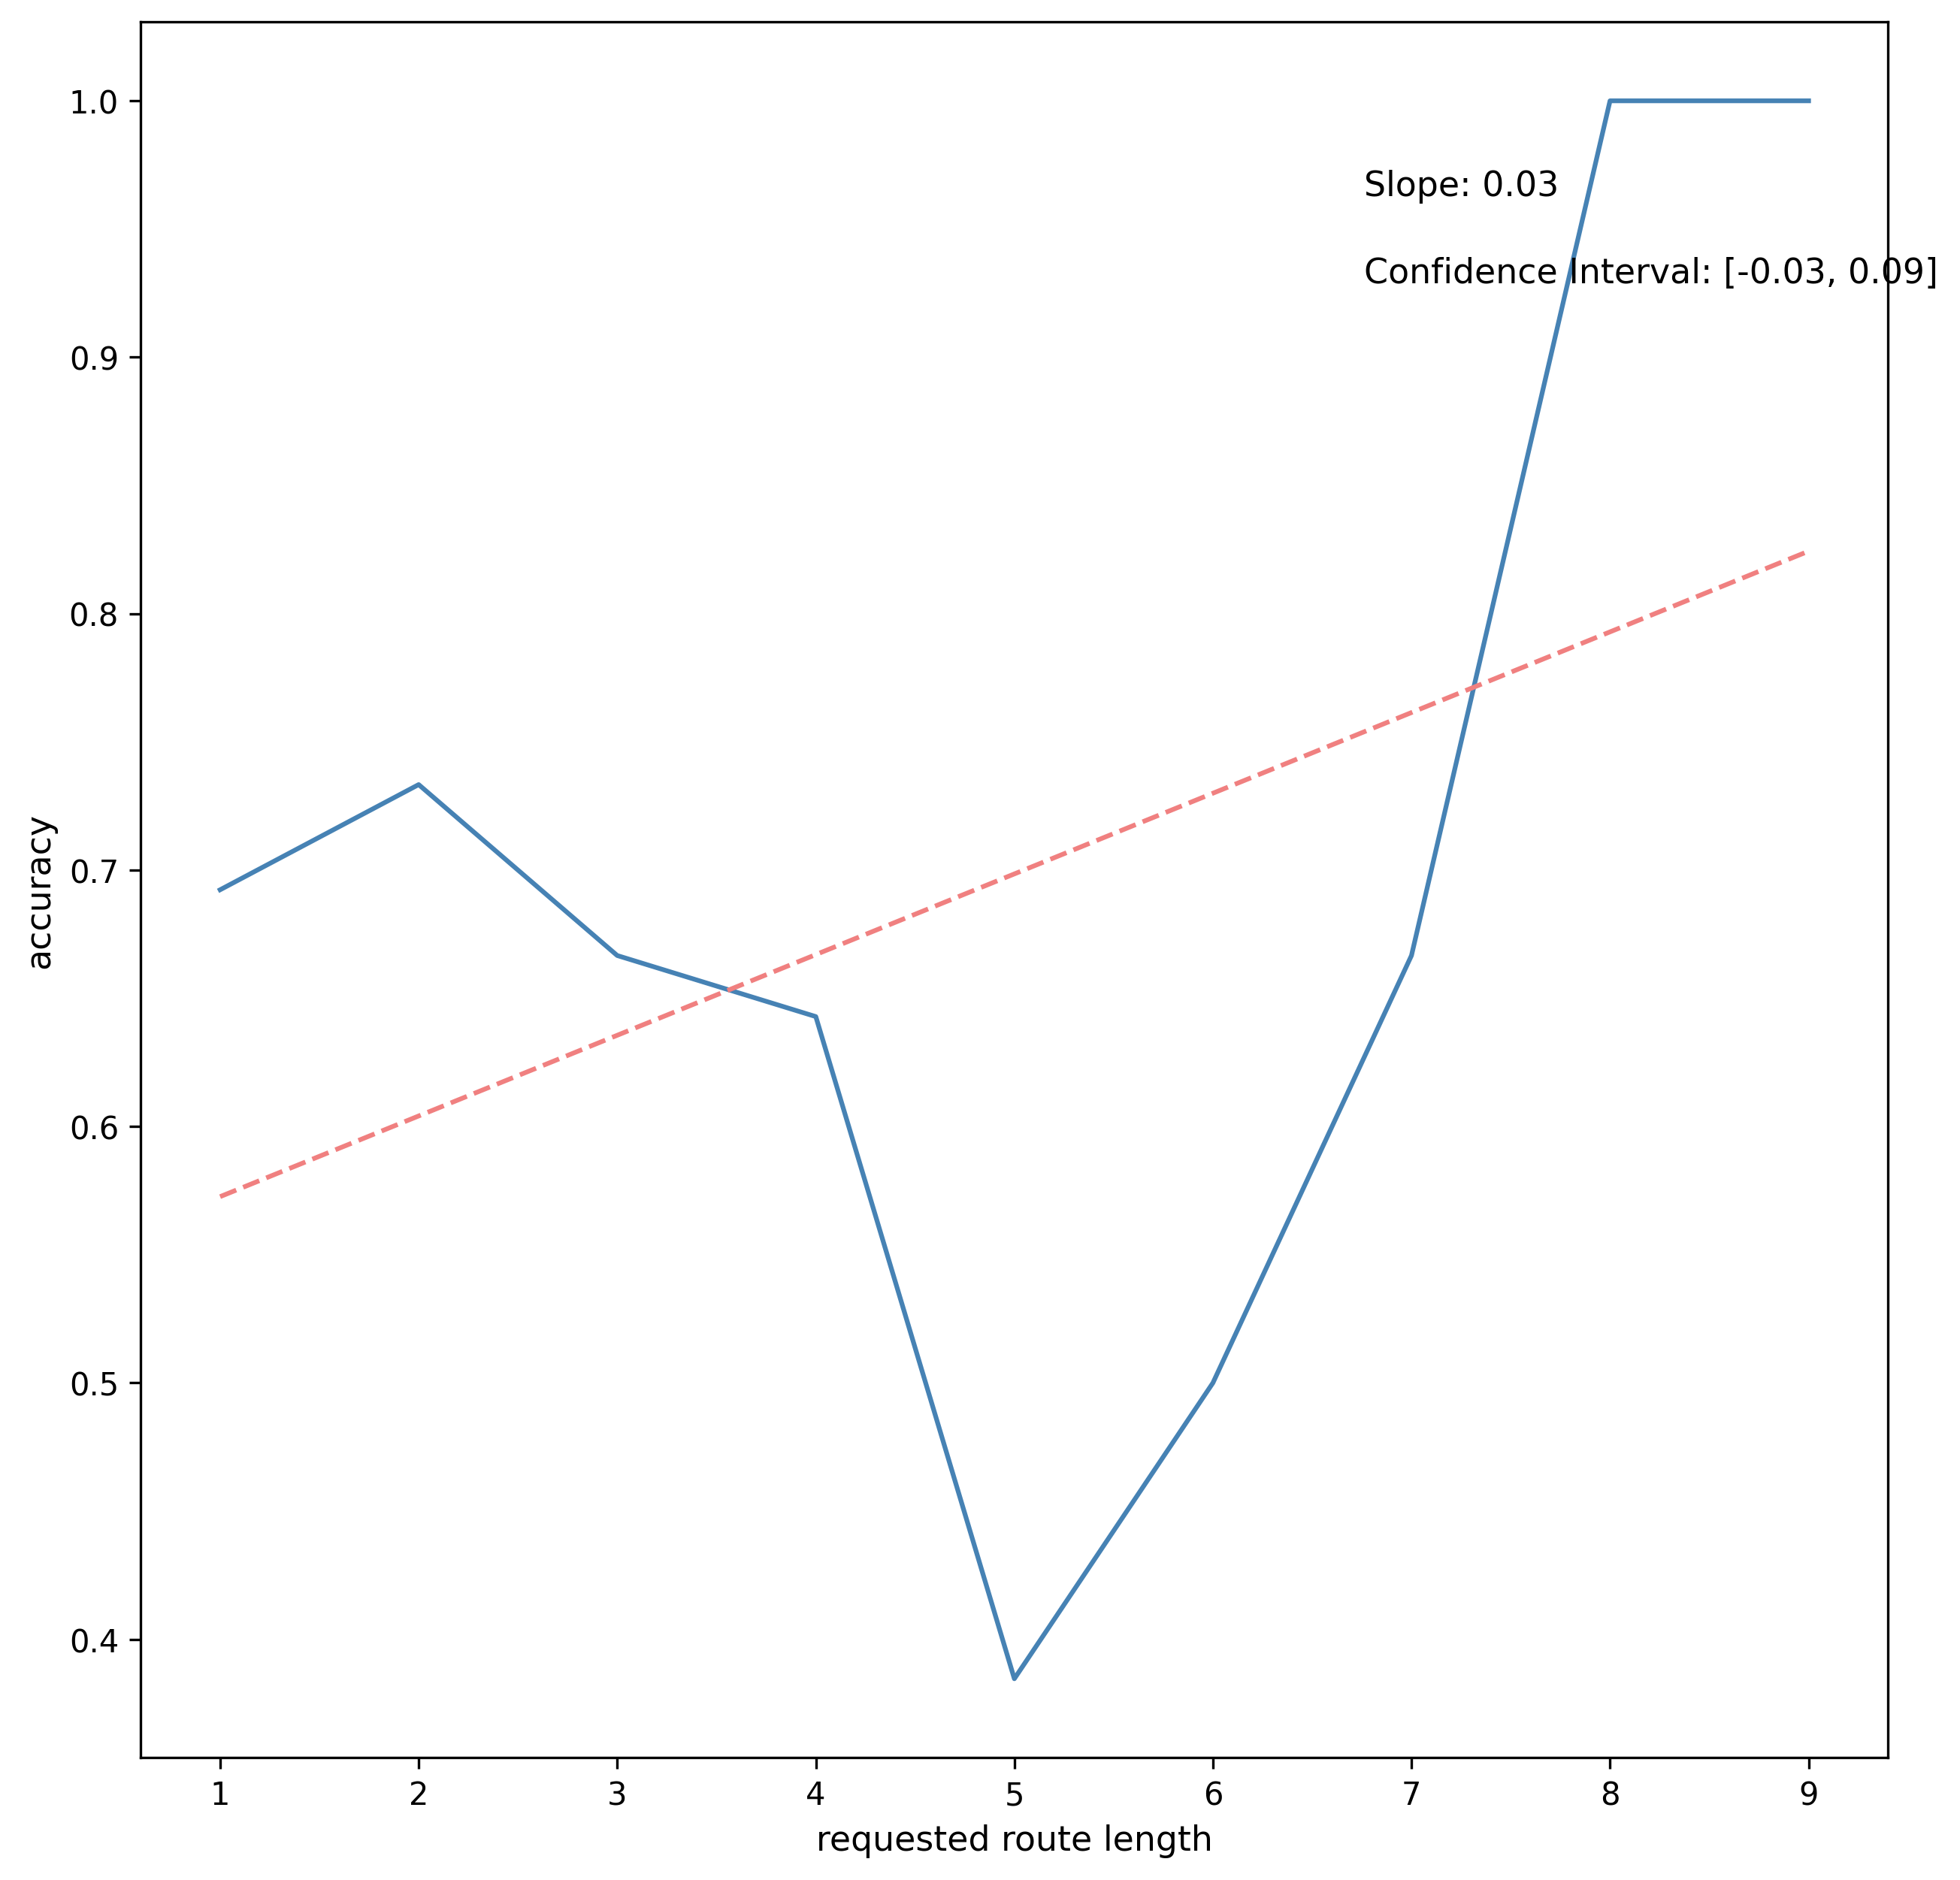 1.0
0.9
0.8
0.7
0.6
0.5
0.4
accuracy
Slope: 0.03
Confidence Interval: [-0.03, 0.09]
1 2 3 4 5 6 7 8 9
requested route length